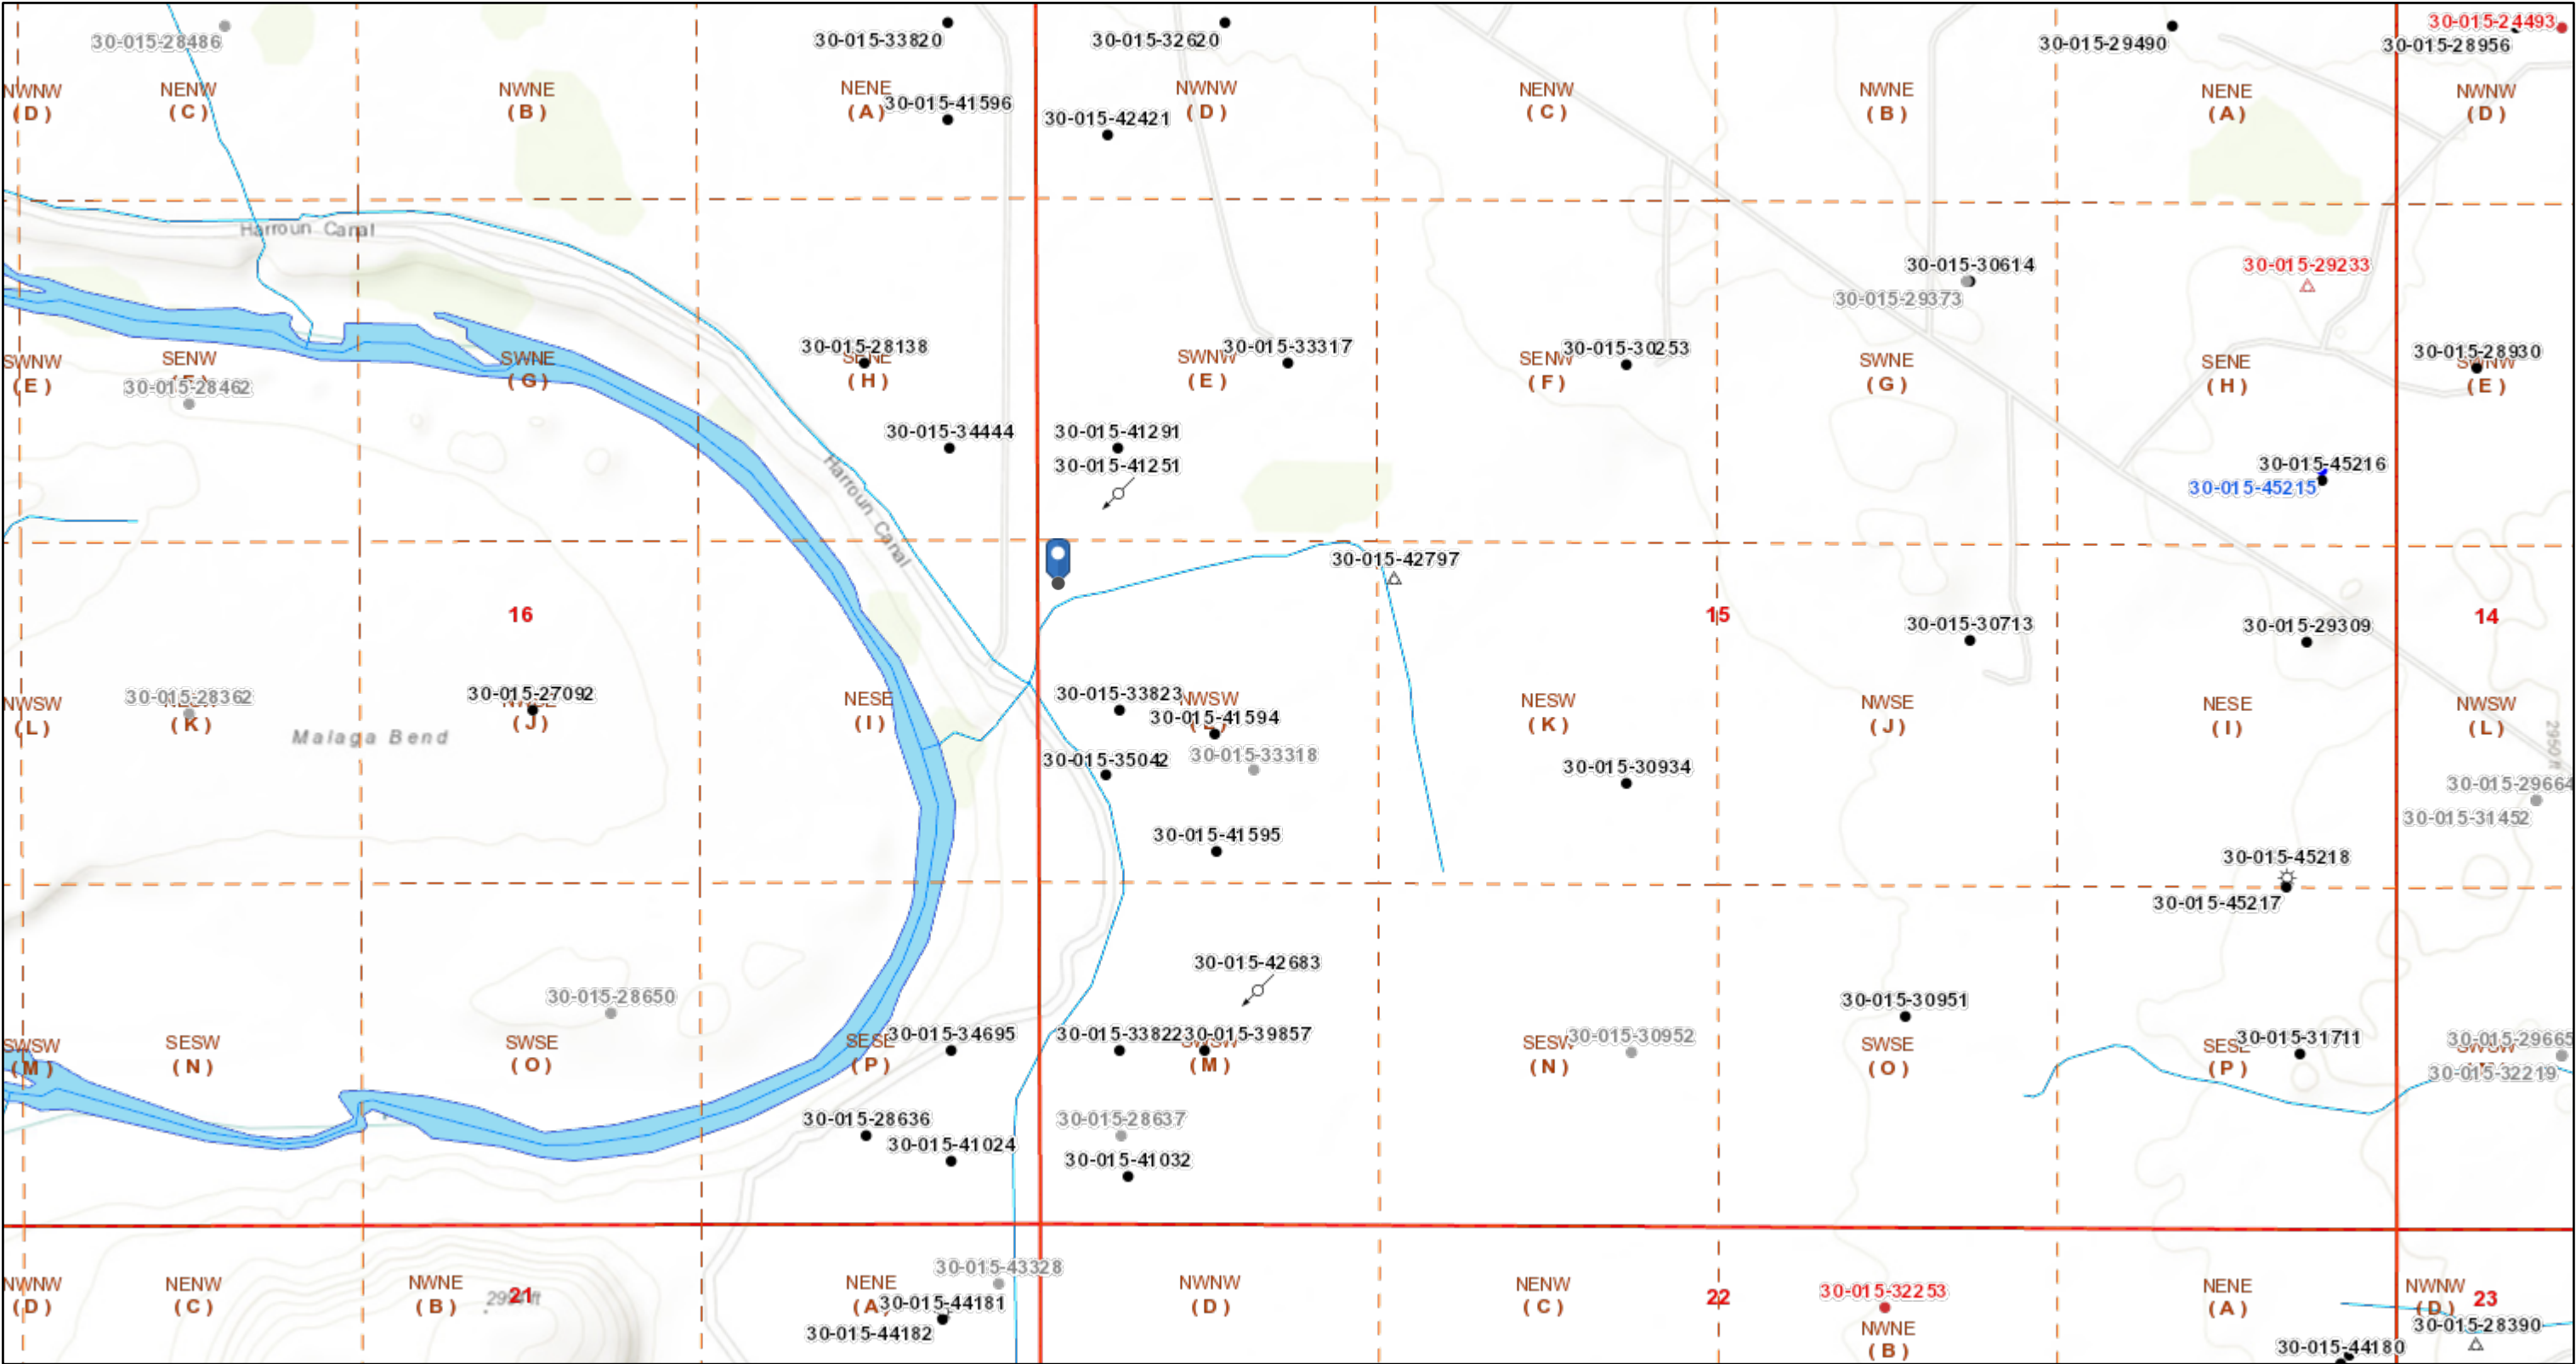 30-015-28486
30-015-33820
30-015-32620
30-015-29490
30-015-24493
30-015-28956
NWNW
(D)
NENW
(C)
NWNE
(B)
NENE
(A)
30-015-41596
30-015-42421
NWNW
(D)
NENW
(C)
NWNE
(B)
NENE
(A)
NWNW
(D)
Harroun Canal
30-015-30614
30-015-29373
30-015-29233
SWNW
(E)
SENW
30-015-28462
SWNE
(G)
30-015-28138
(H)
SWNW
(E)
30-015-33317
SENW
(F)
30-015-30253
SWNE
(G)
SENE
(H)
30-015-28930
SWNW
(E)
30-015-34444
30-015-41291
30-015-41251
30-015-45216
30-015-45215
Harroun Canal
30-015-42797
16
15
14
30-015-30713
30-015-29309
NWSW
(L)
30-015-28362
(K)
30-015-27092
(J)
NESE
(I)
30-015-33823
NWSW
30-015-41594
30-015-35042
30-015-33318
NESW
(K)
NWSE
(J)
NESE
(I)
NWSW
(L)
2950 ft
Malaga Bend
30-015-30934
30-015-29664
30-015-31452
30-015-41595
30-015-45218
30-015-45217
30-015-42683
30-015-28650
30-015-30951
SWSW
(M)
SESW
(N)
SWSE
(O)
SESE
(P)
30-015-34695
30-015-33822
30-015-39857
(M)
SESW
(N)
30-015-30952
SWSE
(O)
SESE
(P)
30-015-31711
30-015-29665
SWSW
30-015-32219
30-015-28636
30-015-41024
30-015-28637
30-015-41032
30-015-43328
NWNW
(D)
NENW
(C)
NWNE
(B)
21
NENE
(A)
30-015-44181
30-015-44182
NWNW
(D)
NENW
(C)
22
30-015-32253
NWNE
(B)
NENE
(A)
NWNW
(D)
23
30-015-28390
30-015-44180